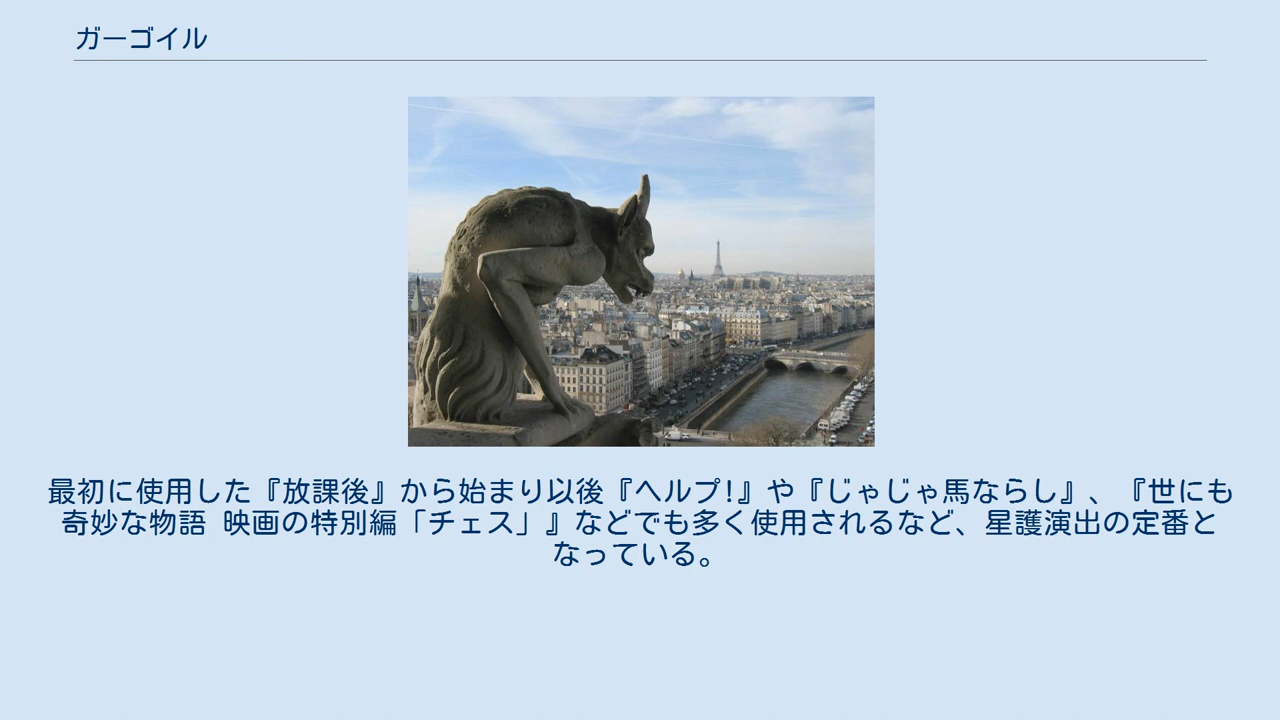 ガーゴイル
最初に使用した『放課後』から始まり以後『ヘルプ!』や『じゃじゃ馬ならし』、『世にも
奇妙な物語 映画の特別編「チェス」』などでも多く使用されるなど、星護演出の定番と
なっている。